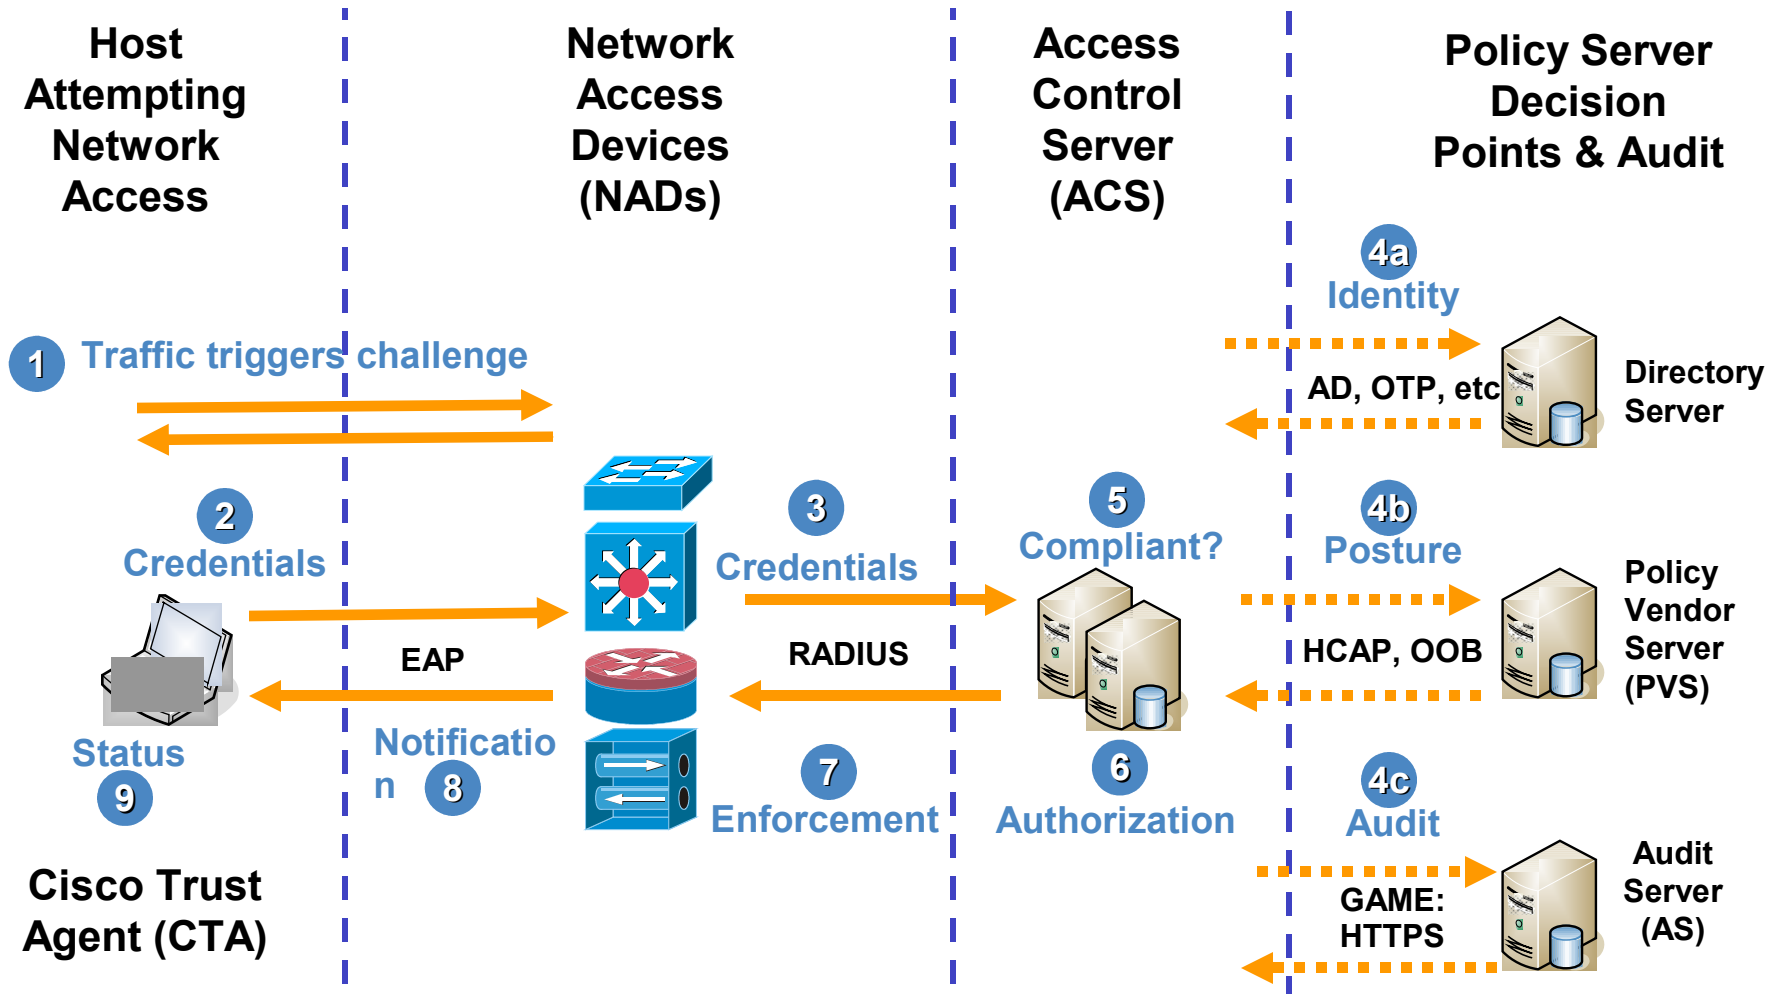 Host
Attempting
Network
Access
Network
Access
Devices
(NADs)
Access
Control
Server
(ACS)
Policy Server
Decision
Points & Audit
1
Traffic triggers challenge
2
Credentials
EAP
Notificatio
n
8
Status
9
Cisco Trust
Agent (CTA)
3
Credentials
RADIUS
7
Enforcement
5
Compliant?
6
Authorization
4a
Identity
AD, OTP, etc
Directory
Server
4b
Posture
HCAP, OOB
Policy
Vendor
Server
(PVS)
4c
Audit
GAME:
HTTPS
Audit
Server
(AS)